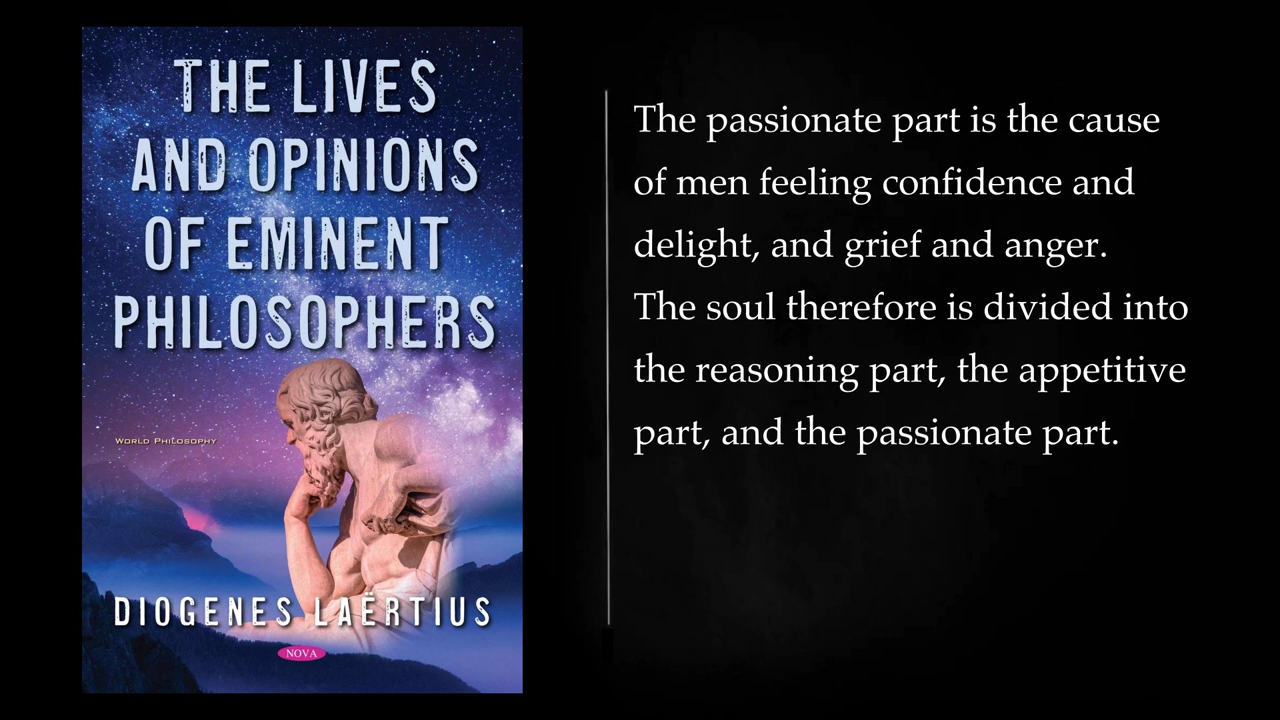 THE LIVES
AND OPINIONS
OF EMINENT
PHILOSOPHERS
WORLD PHILOSOPHY
DIOGENES LAËRTIUS
NOVA
The passionate part is the cause
of men feeling confidence and
delight, and grief and anger.
The soul therefore is divided into
the reasoning part, the appetitive
part, and the passionate part.